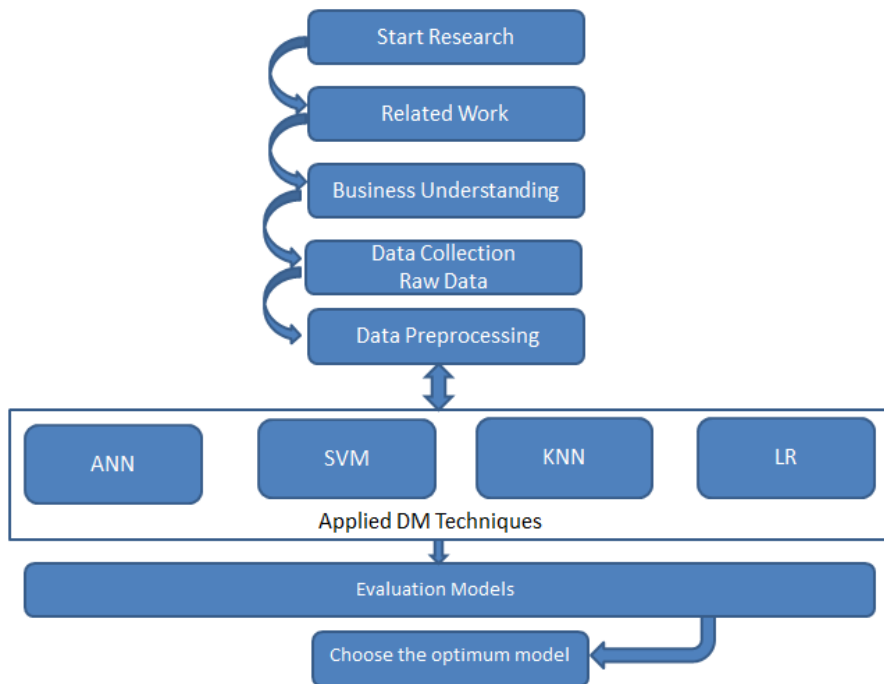 Start Research
Related Work
Business Understanding
Data Collection
Raw Data
Data Preprocessing
ANN
SVM
KNN
LR
Applied DM Techniques
Evaluation Models
Choose the optimum model